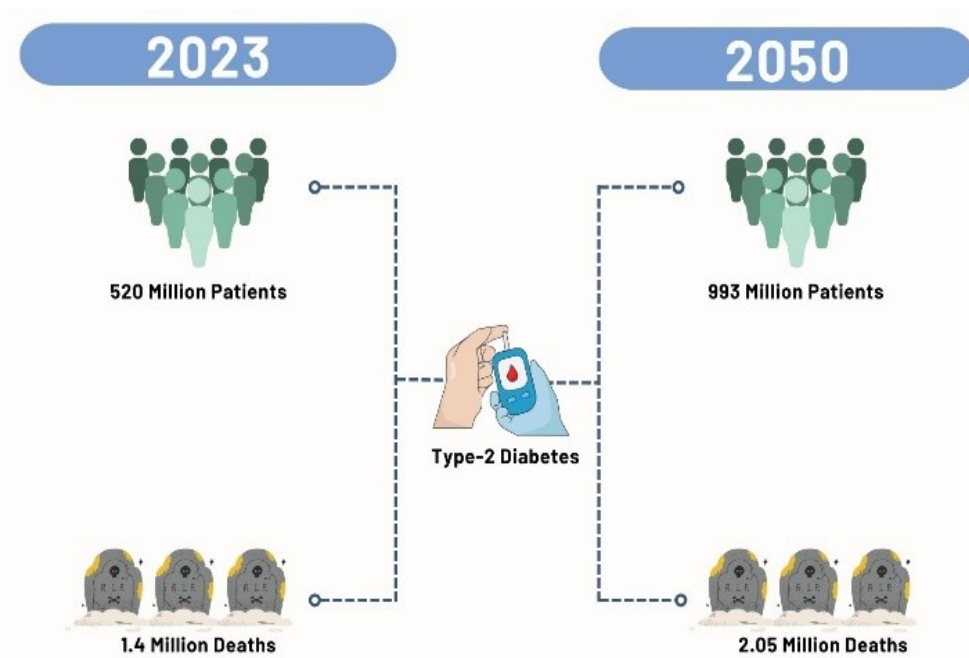 2023
2050
520 Million Patients
993 Million Patients
Type-2 Diabetes
R.I.P
R.I.P
R.I.P
R.I.P
R.I.P
R.I.P
1.4 Million Deaths
2.05 Million Deaths